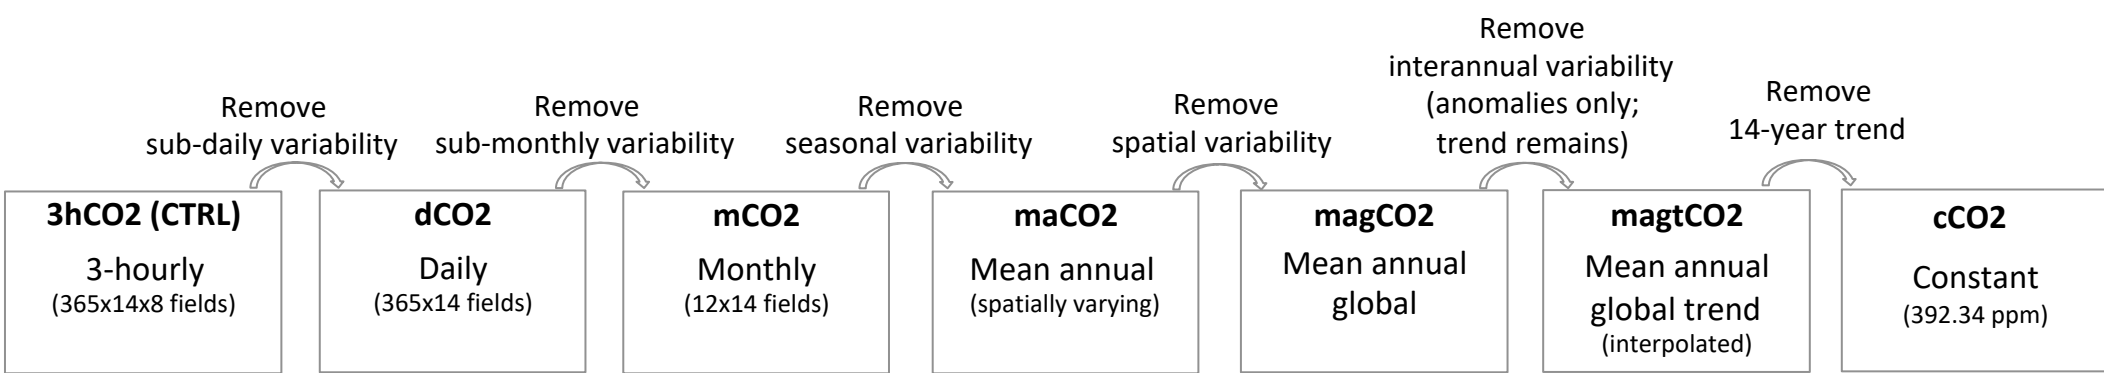 Remove
sub-daily variability
Remove
sub-monthly variability
Remove
seasonal variability
Remove
spatial variability
Remove
interannual variability
(anomalies only;
trend remains)
Remove
14-year trend
3hCO2 (CTRL)
3-hourly
(365x14x8 fields)
dCO2
Daily
(365x14 fields)
mCO2
Monthly
(12x14 fields)
maCO2
Mean annual
(spatially varying)
magCO2
Mean annual
global
magtCO2
Mean annual
global trend
(interpolated)
cCO2
Constant
(392.34 ppm)